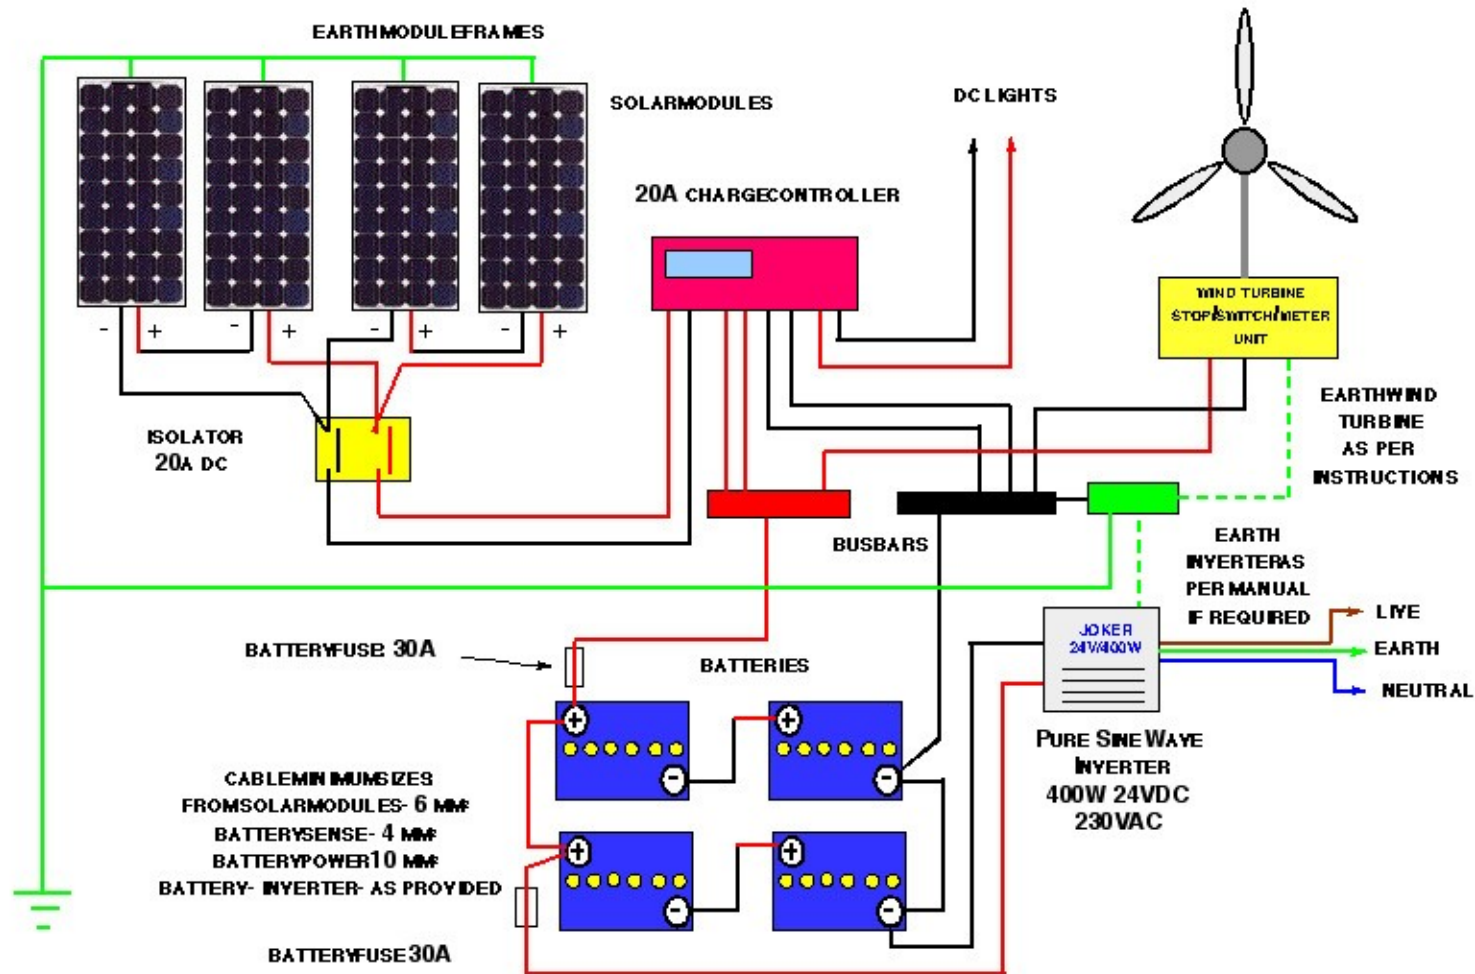 EARTHMODULEFRAMES
SOLARMODULES
DC LIGHTS
20A CHARGECONTROLLER
WIND TURBINE
STOP/SWITCH/METER
UNIT
- + - + - + - +
ISOLATOR
20A DC
EARTHWIND
TURBINE
AS PER
INSTRUCTIONS
BUSBARS
EARTH
INVERTERAS
PER MANUAL
IF REQUIRED
LIVE
EARTH
NEUTRAL
JOKER
24V/400W
BATTERYFUSE: 30A
BATTERIES
+ +
- -
PURE SINE WAVE
INVERTER
400W 24VDC
230VAC
CABLEMINIMUMSIZES
FROMSOLARMODULES- 6 MM²
BATTERYSENSE- 4 MM²
BATTERYPOWER10 MM²
BATTERY- INVERTER- AS PROVIDED
+ +
- -
BATTERYFUSE30A